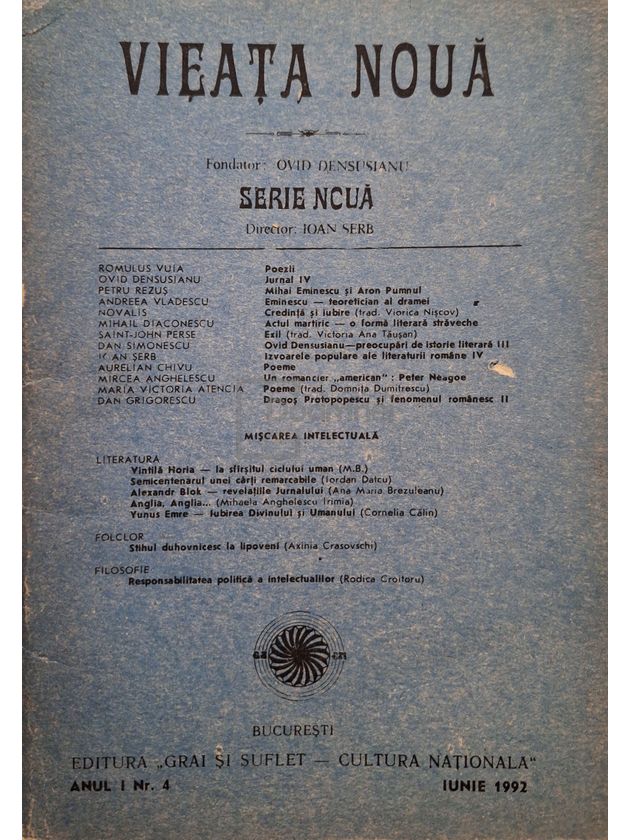 VIEAȚA NOUĂ
Fondator: OVID DENSUSIANU
SERIE NOUĂ
Director: IOAN ȘERB
ROMULUS VUIA Poezii
OVID DENSUSIANU Jurnal IV
PETRU REZUȘ Mihai Eminescu și Aron Pumnul
ANDREEA VLADESCU Eminescu — teoretician al dramei
NOVALIS Credință și iubire (trad. Viorica Nișcov)
MIHAIL DIACONESCU Actul martiric — o formă literară străveche
SAINT-JOHN PERSE Exil (trad. Victoria Ana Tăușan)
DAN SIMONESCU Ovid Densusianu—preocupări de istorie literară III
IOAN ȘERB Izvoarele populare ale literaturii române IV
AURELIAN CHIVU Poeme
MIRCEA ANGHELESCU Un romancier „american” : Peter Neagoe
MARIA VICTORIA ATENCIA Poeme (trad. Domnița Dumitrescu)
DAN GRIGORESCU Dragoș Protopopescu și fenomenul românesc II
MIȘCAREA INTELECTUALĂ
LITERATURA
Vintilă Horia — la sfîrșitul ciclului uman (M.B.)
Semicentenarul unei cărți remarcabile (Iordan Datcu)
Alexandr Blok — revelațiile Jurnalului (Ana Maria Brezuleanu)
Anglia, Anglia... (Mihaela Anghelescu Irimia)
Yunus Emre — Iubirea Divinului și Umanului (Cornelia Călin)
FOLCLOR
Stihul duhovnicesc la lipoveni (Axinia Crasovschi)
FILOSOFIE
Responsabilitatea politică a intelectualilor (Rodica Croitoru)
BUCUREȘTI
EDITURA „GRAI ȘI SUFLET — CULTURA NAȚIONALA“
ANUL I Nr. 4 IUNIE 1992